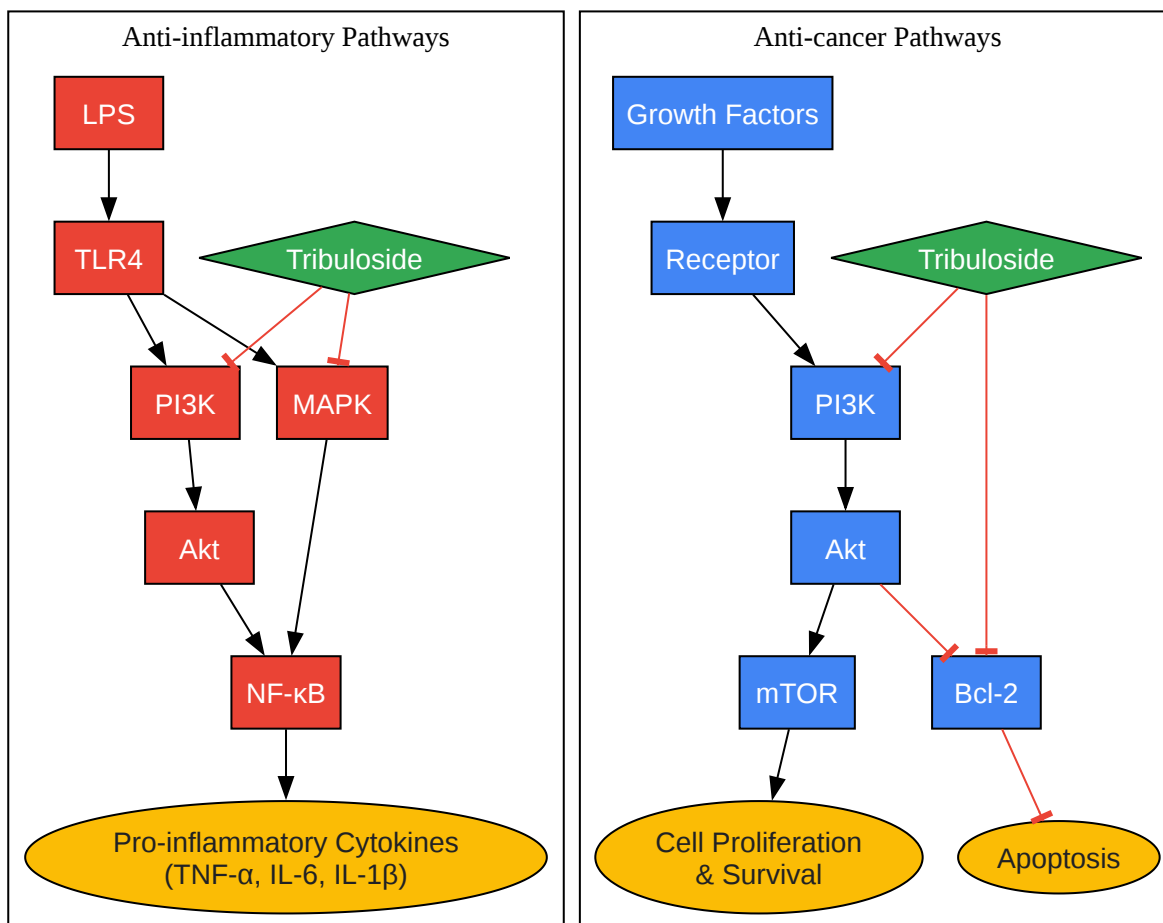 Anti-inflammatory Pathways
LPS
TLR4
Tribuloside
PI3K
MAPK
Akt
NF-κB
Pro-inflammatory Cytokines
(TNF-α, IL-6, IL-1β)
Anti-cancer Pathways
Growth Factors
Receptor
Tribuloside
PI3K
Akt
mTOR
Bcl-2
Cell Proliferation
& Survival
Apoptosis